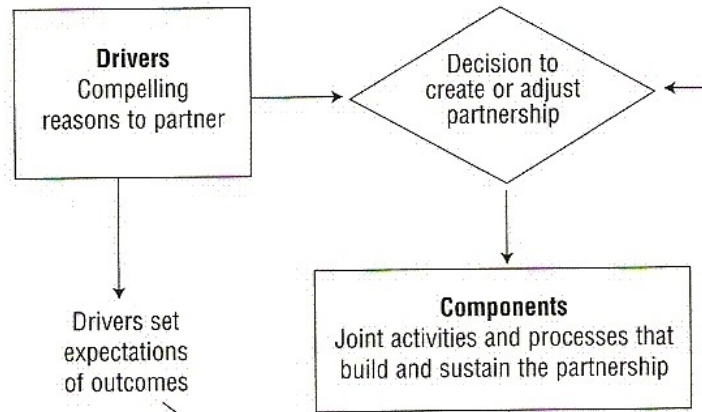 Drivers
Compelling
reasons to partner
Decision to
create or adjust
partnership
Drivers set
expectations
of outcomes
Components
Joint activities and processes that
build and sustain the partnership